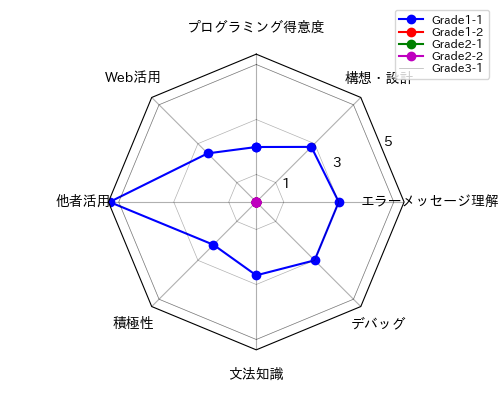 プログラミング得意度
Grade1-1
Grade1-2
Grade2-1
Grade2-2
Grade3-1
Web活用
構想・設計
5
3
1
他者活用
エラーメッセージ理解
積極性
デバッグ
文法知識